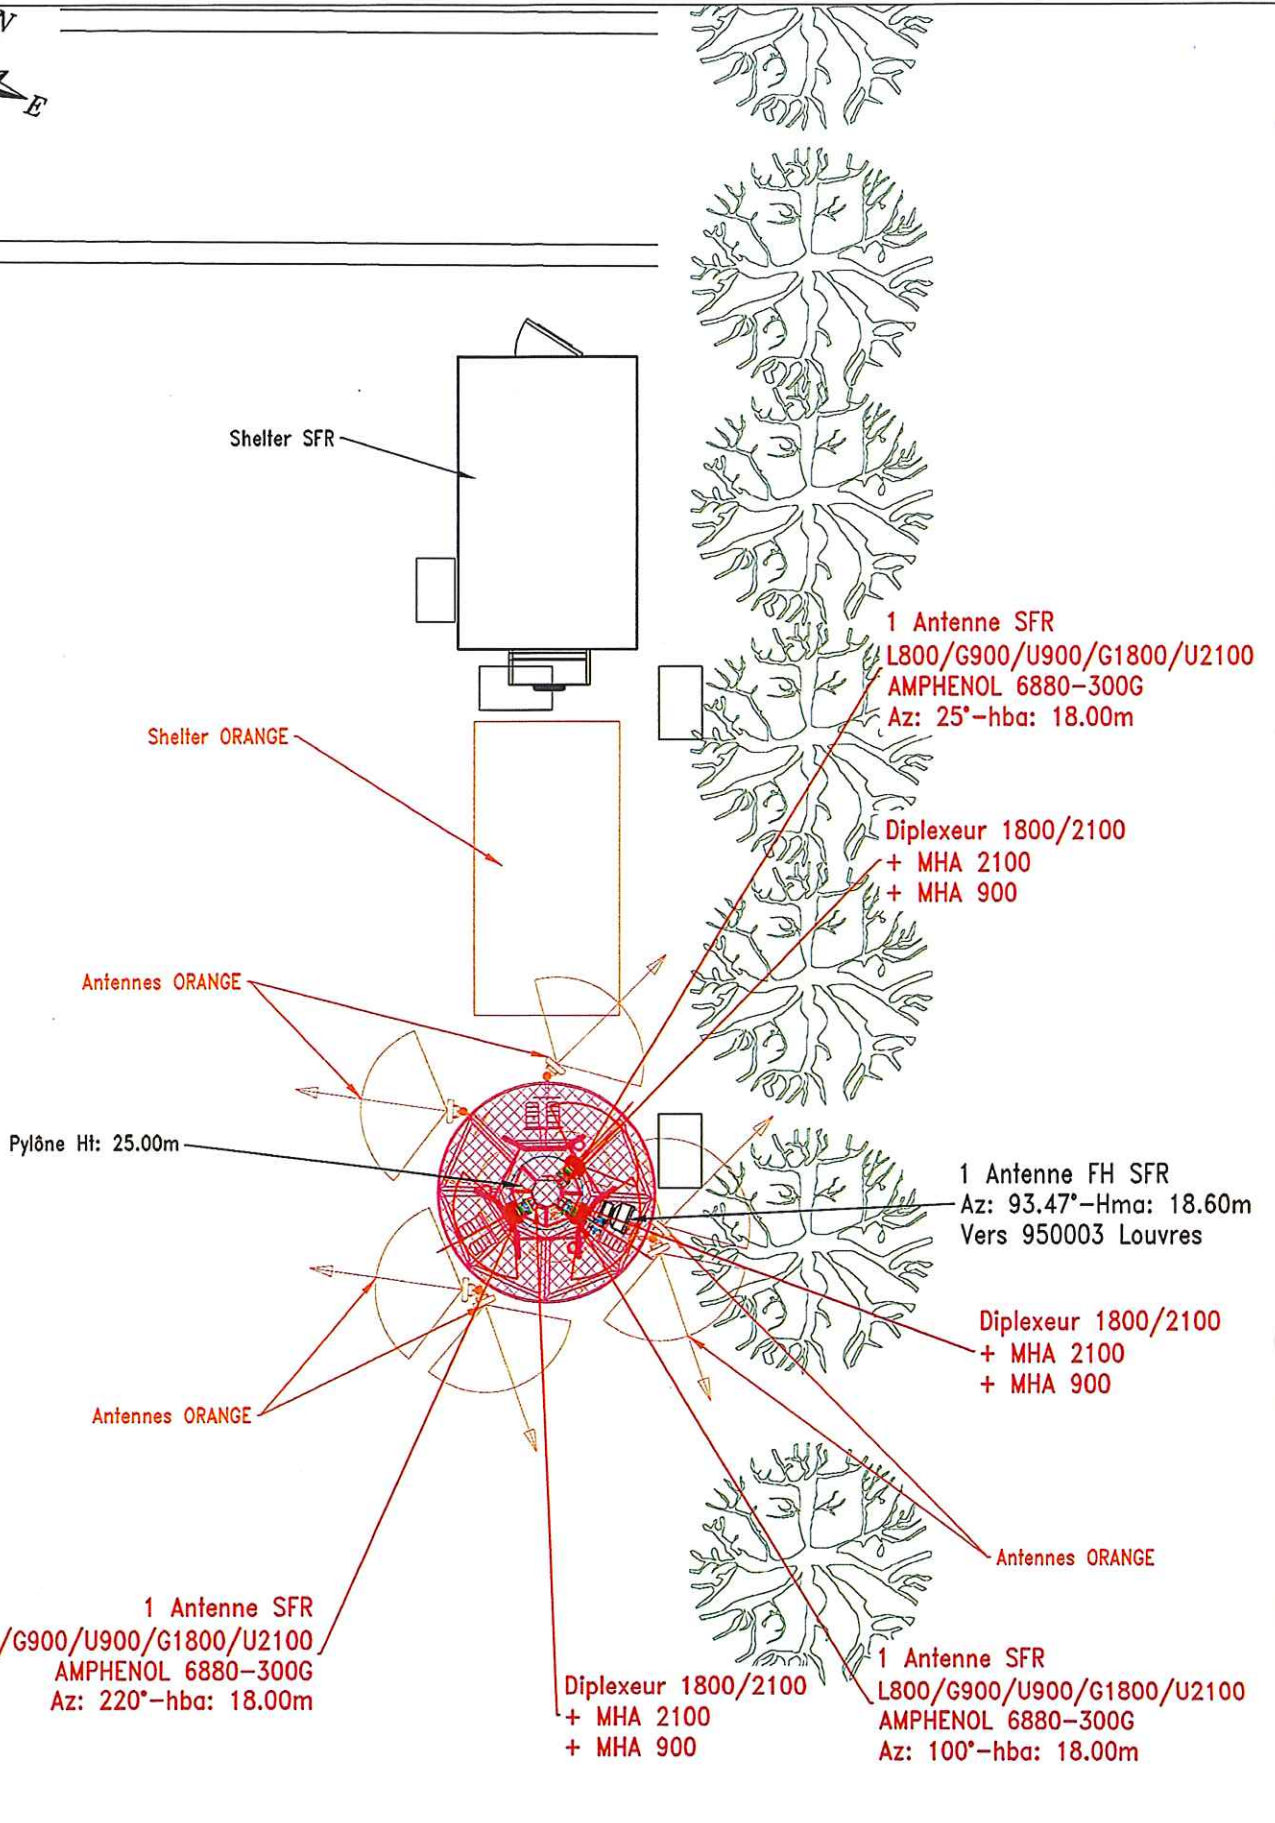 N
E
Shelter SFR
1 Antenne SFR
L800/G900/U900/G1800/U2100
AMPHENOL 6880-300G
Az: 25°-hba: 18.00m
Shelter ORANGE
Diplexeur 1800/2100
+ MHA 2100
+ MHA 900
Antennes ORANGE
Pylône Ht: 25.00m
1 Antenne FH SFR
Az: 93.47°-Hma: 18.60m
Vers 950003 Louvres
Diplexeur 1800/2100
+ MHA 2100
+ MHA 900
Antennes ORANGE
Antennes ORANGE
1 Antenne SFR
/G900/U900/G1800/U2100
AMPHENOL 6880-300G
Az: 220°-hba: 18.00m
Diplexeur 1800/2100
+ MHA 2100
+ MHA 900
1 Antenne SFR
L800/G900/U900/G1800/U2100
AMPHENOL 6880-300G
Az: 100°-hba: 18.00m